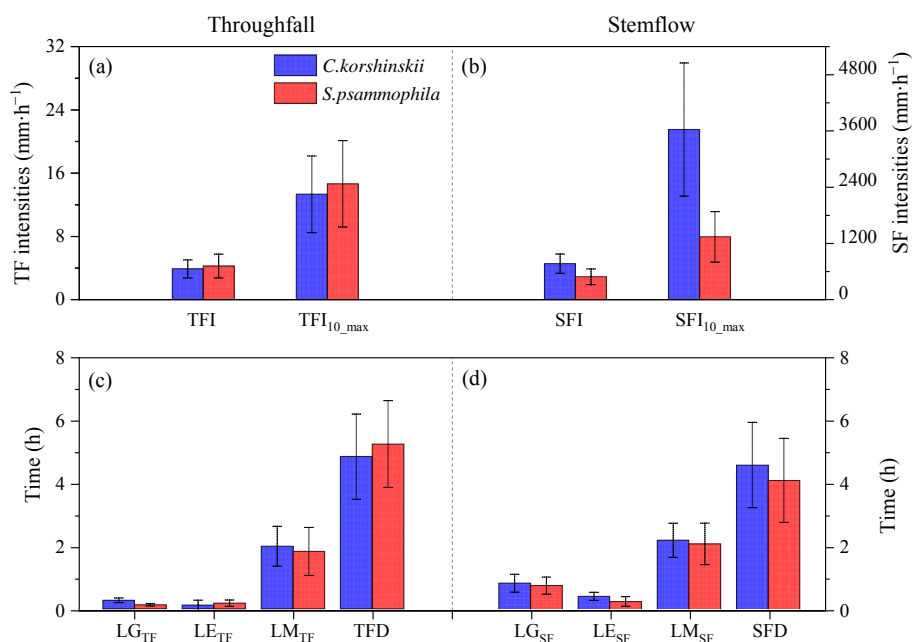 Throughfall
Stemflow
(a)
C.korshinskii
S.psammophila
(b)
TF intensities (mm·h⁻¹)
32
24
16
8
0
SF intensities (mm·h⁻¹)
4800
3600
2400
1200
0
TFI
TFI10_max
SFI
SFI10_max
(c)
(d)
Time (h)
8
6
4
2
0
Time (h)
8
6
4
2
0
LGTF
LETF
LMTF
TFD
LGSF
LESF
LMSF
SFD